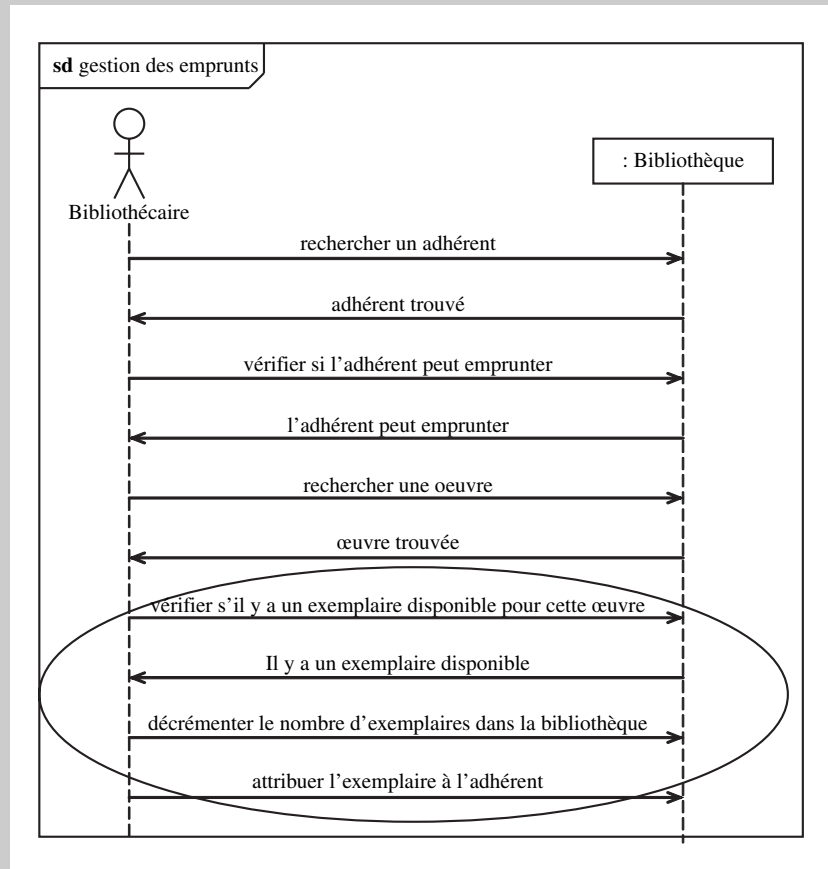 sd gestion des emprunts
: Bibliothèque
Bibliothécaire
rechercher un adhérent
adhérent trouvé
vérifier si l’adhérent peut emprunter
l’adhérent peut emprunter
rechercher une oeuvre
œuvre trouvée
vérifier s’il y a un exemplaire disponible pour cette œuvre
Il y a un exemplaire disponible
décrémenter le nombre d’exemplaires dans la bibliothèque
attribuer l’exemplaire à l’adhérent